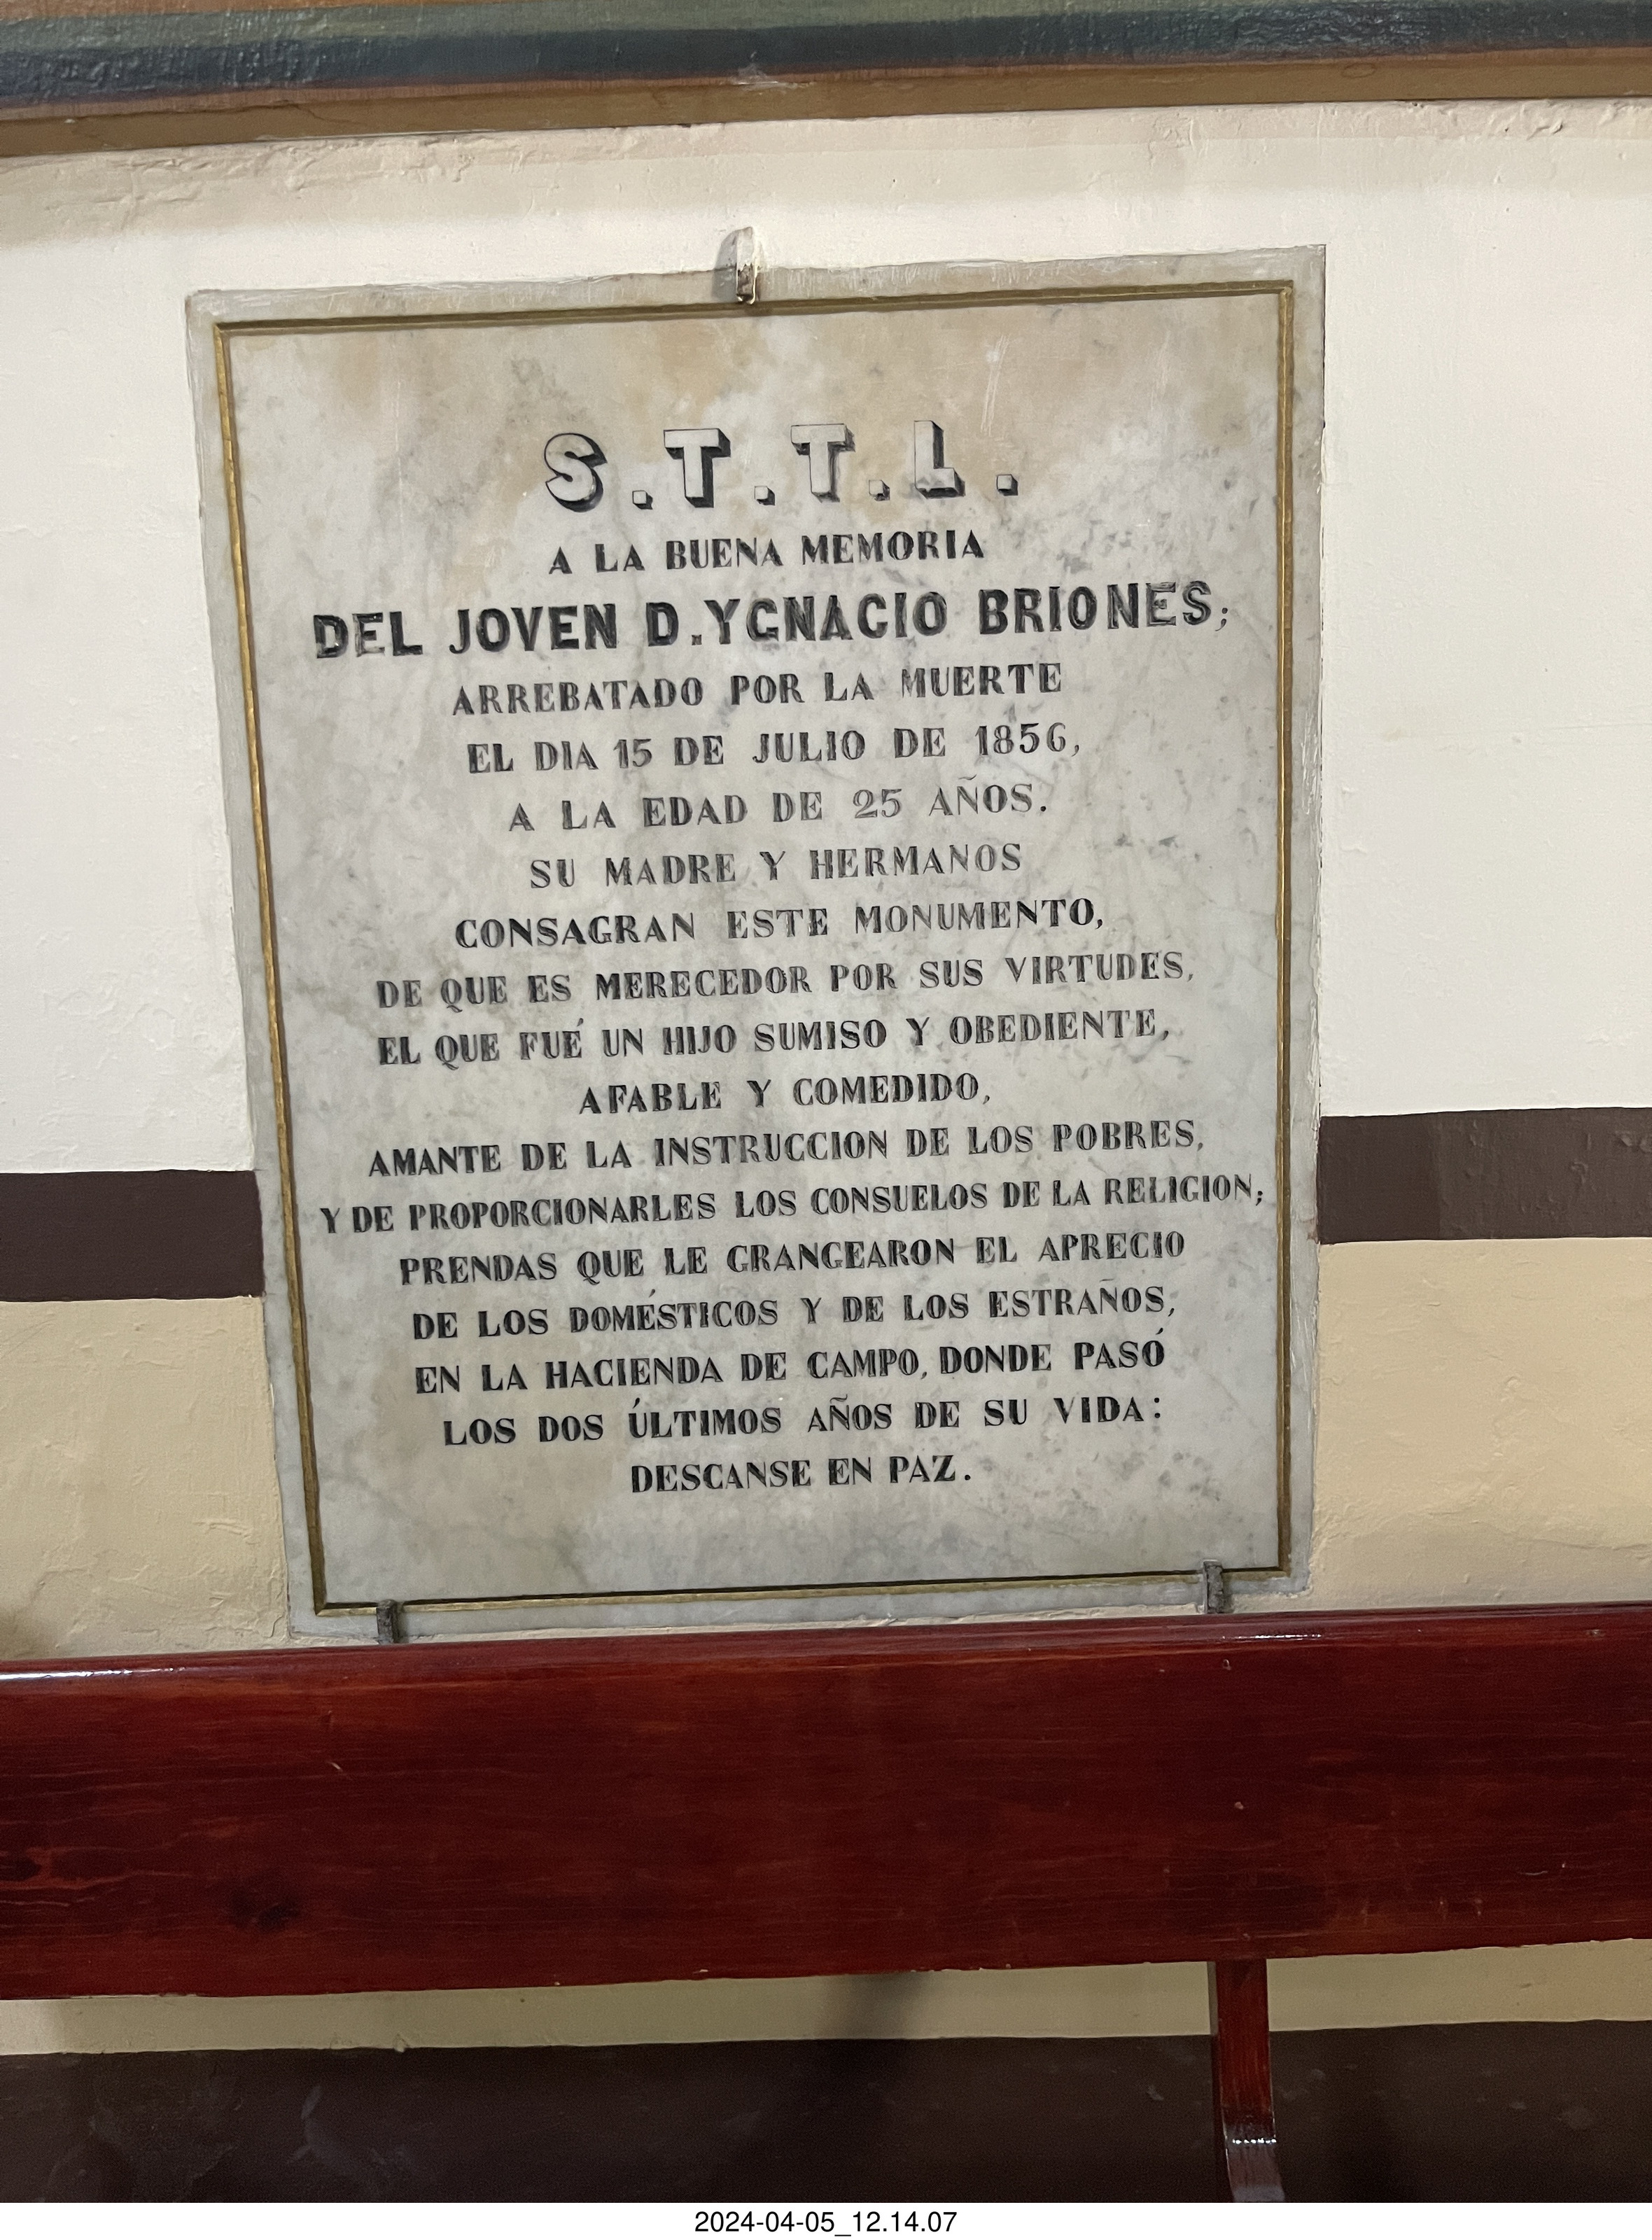 S.T.T.L.
A LA BUENA MEMORIA
DEL JOVEN D.YGNACIO BRIONES;
ARREBATADO POR LA MUERTE
EL DIA 15 DE JULIO DE 1856,
A LA EDAD DE 25 AÑOS.
SU MADRE Y HERMANOS
CONSAGRAN ESTE MONUMENTO,
DE QUE ES MERECEDOR POR SUS VIRTUDES,
EL QUE FUÉ UN HIJO SUMISO Y OBEDIENTE,
AFABLE Y COMEDIDO,
AMANTE DE LA INSTRUCCION DE LOS POBRES,
Y DE PROPORCIONARLES LOS CONSUELOS DE LA RELIGION;
PRENDAS QUE LE GRANGEARON EL APRECIO
DE LOS DOMÉSTICOS Y DE LOS ESTRAÑOS,
EN LA HACIENDA DE CAMPO, DONDE PASÓ
LOS DOS ÚLTIMOS AÑOS DE SU VIDA:
DESCANSE EN PAZ.
2024-04-05_12.14.07